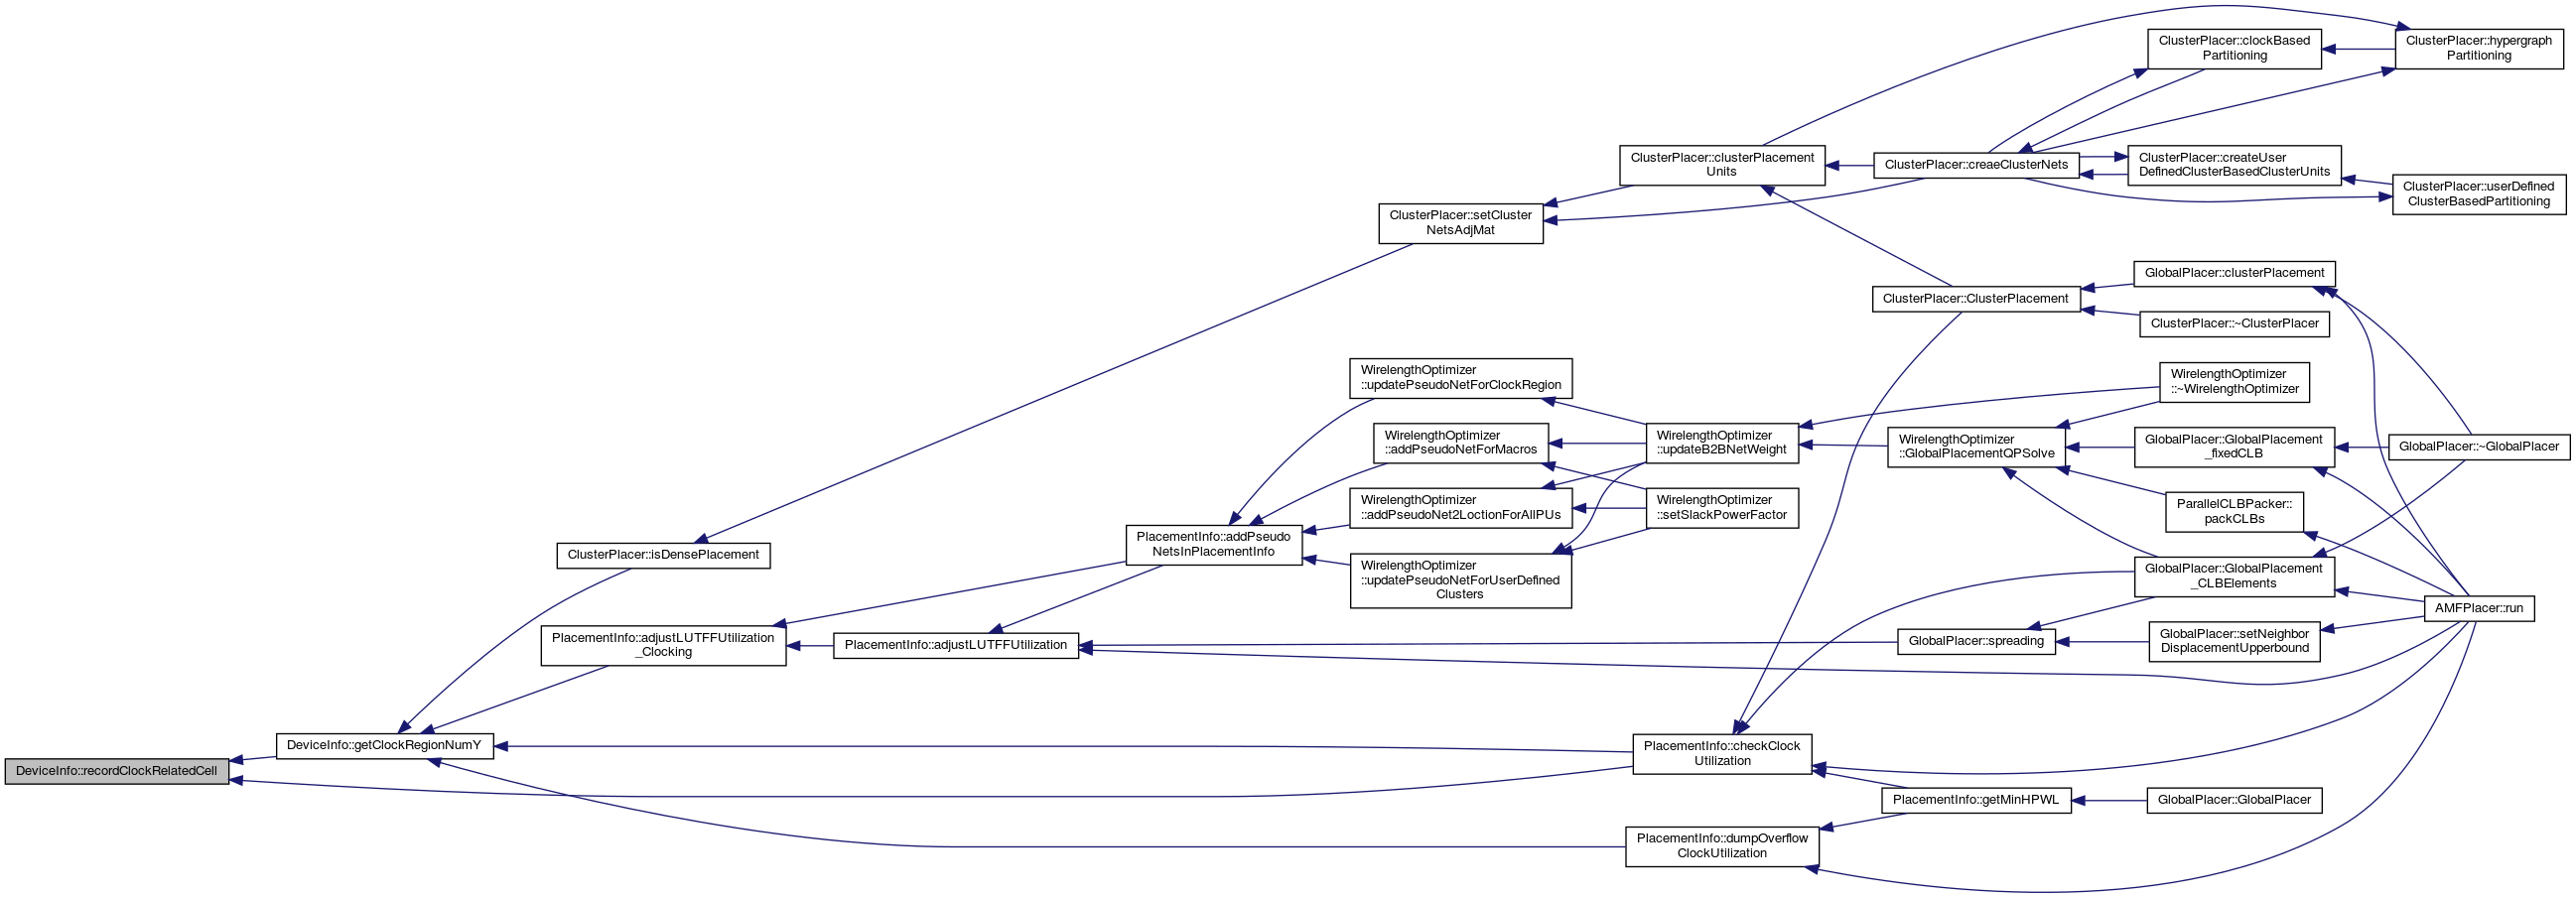 ClusterPlacer::clockBased
Partitioning
ClusterPlacer::hypergraph
Partitioning
ClusterPlacer::clusterPlacement
Units
ClusterPlacer::creaeClusterNets
ClusterPlacer::createUser
DefinedClusterBasedClusterUnits
ClusterPlacer::userDefined
ClusterBasedPartitioning
ClusterPlacer::setCluster
NetsAdjMat
GlobalPlacer::clusterPlacement
ClusterPlacer::ClusterPlacement
ClusterPlacer::~ClusterPlacer
WirelengthOptimizer
::updatePseudoNetForClockRegion
WirelengthOptimizer
::~WirelengthOptimizer
WirelengthOptimizer
::addPseudoNetForMacros
WirelengthOptimizer
::updateB2BNetWeight
WirelengthOptimizer
::GlobalPlacementQPSolve
GlobalPlacer::GlobalPlacement
_fixedCLB
GlobalPlacer::~GlobalPlacer
WirelengthOptimizer
::addPseudoNet2LoctionForAllPUs
WirelengthOptimizer
::setSlackPowerFactor
ParallelCLBPacker::
packCLBs
ClusterPlacer::isDensePlacement
PlacementInfo::addPseudo
NetsInPlacementInfo
WirelengthOptimizer
::updatePseudoNetForUserDefined
Clusters
GlobalPlacer::GlobalPlacement
_CLBElements
AMFPlacer::run
PlacementInfo::adjustLUTFFUtilization
_Clocking
PlacementInfo::adjustLUTFFUtilization
GlobalPlacer::spreading
GlobalPlacer::setNeighbor
DisplacementUpperbound
DeviceInfo::getClockRegionNumY
PlacementInfo::checkClock
Utilization
DeviceInfo::recordClockRelatedCell
PlacementInfo::getMinHPWL
GlobalPlacer::GlobalPlacer
PlacementInfo::dumpOverflow
ClockUtilization